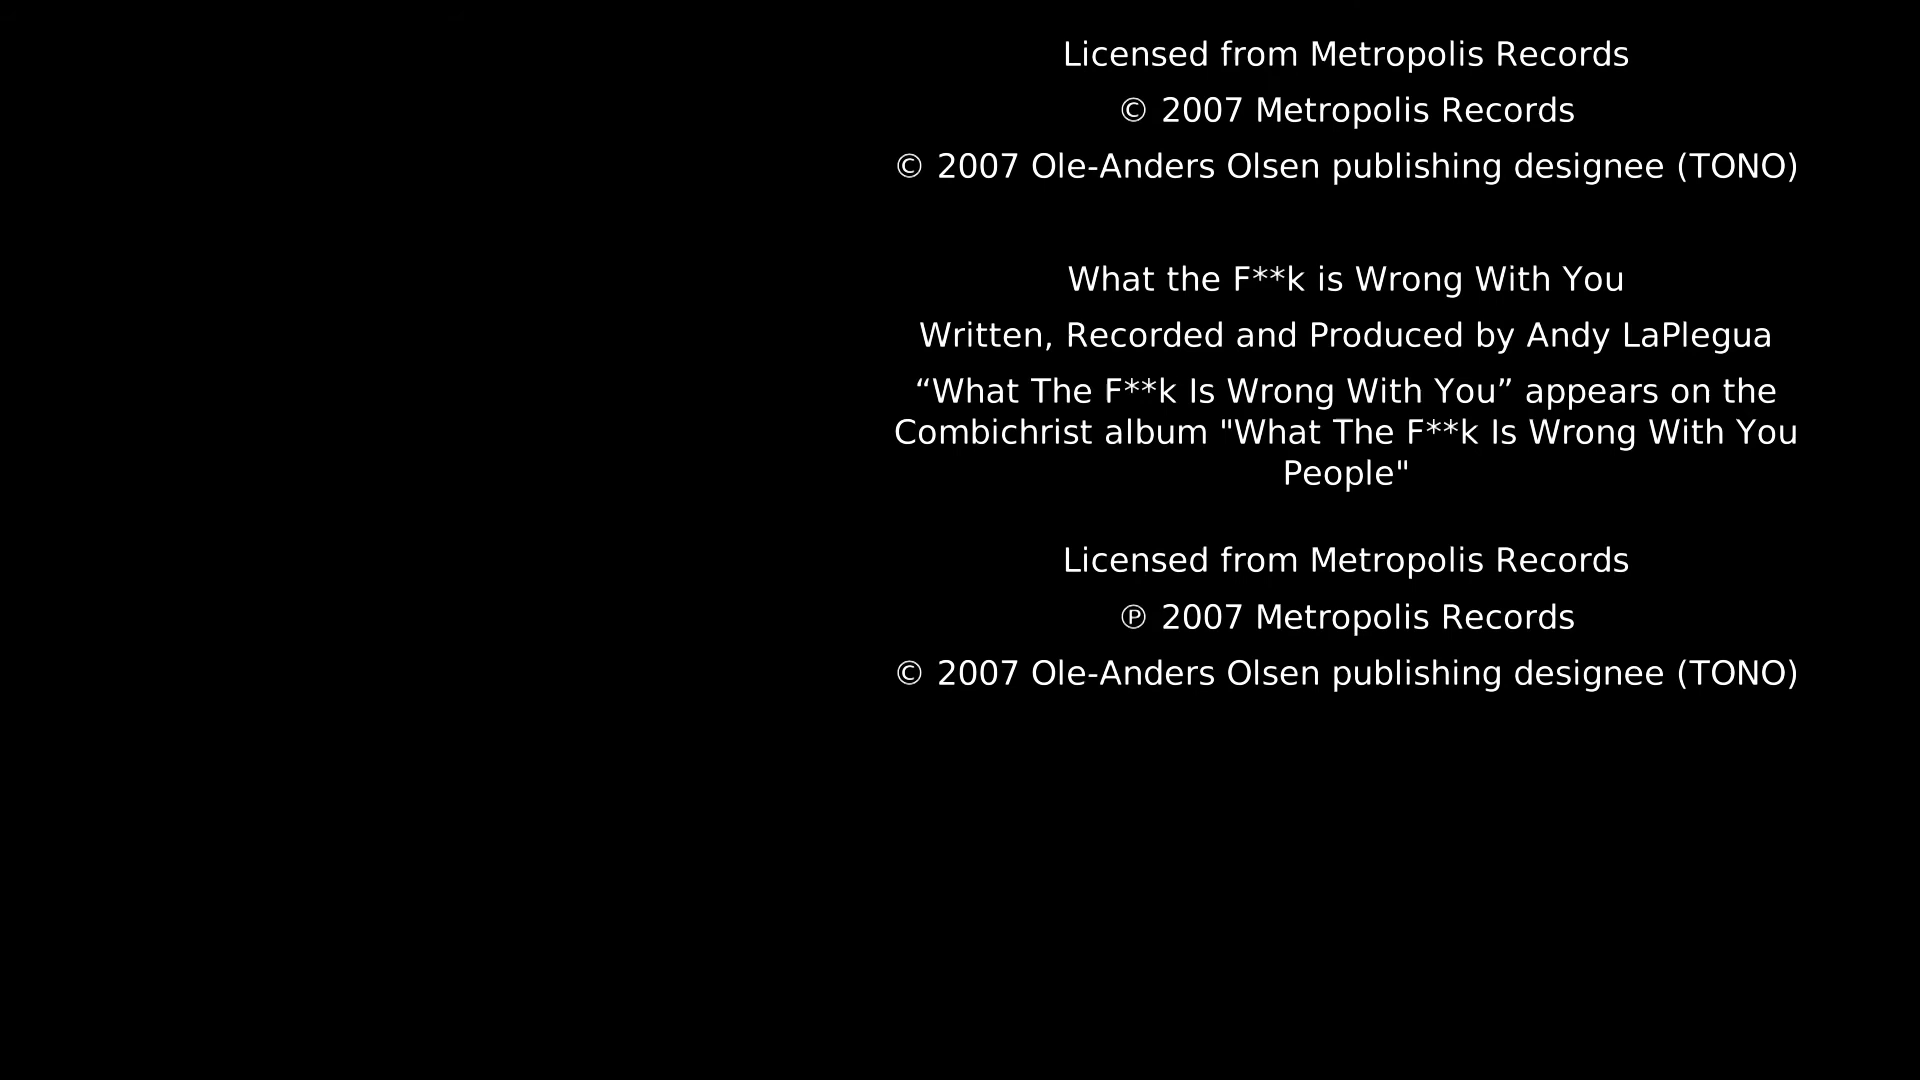 Licensed from Metropolis Records
© 2007 Metropolis Records
© 2007 Ole-Anders Olsen publishing designee (TONO)
What the F**k is Wrong With You
Written, Recorded and Produced by Andy LaPlegua
“What The F**k Is Wrong With You” appears on the
Combichrist album "What The F**k Is Wrong With You
People"
Licensed from Metropolis Records
℗ 2007 Metropolis Records
© 2007 Ole-Anders Olsen publishing designee (TONO)